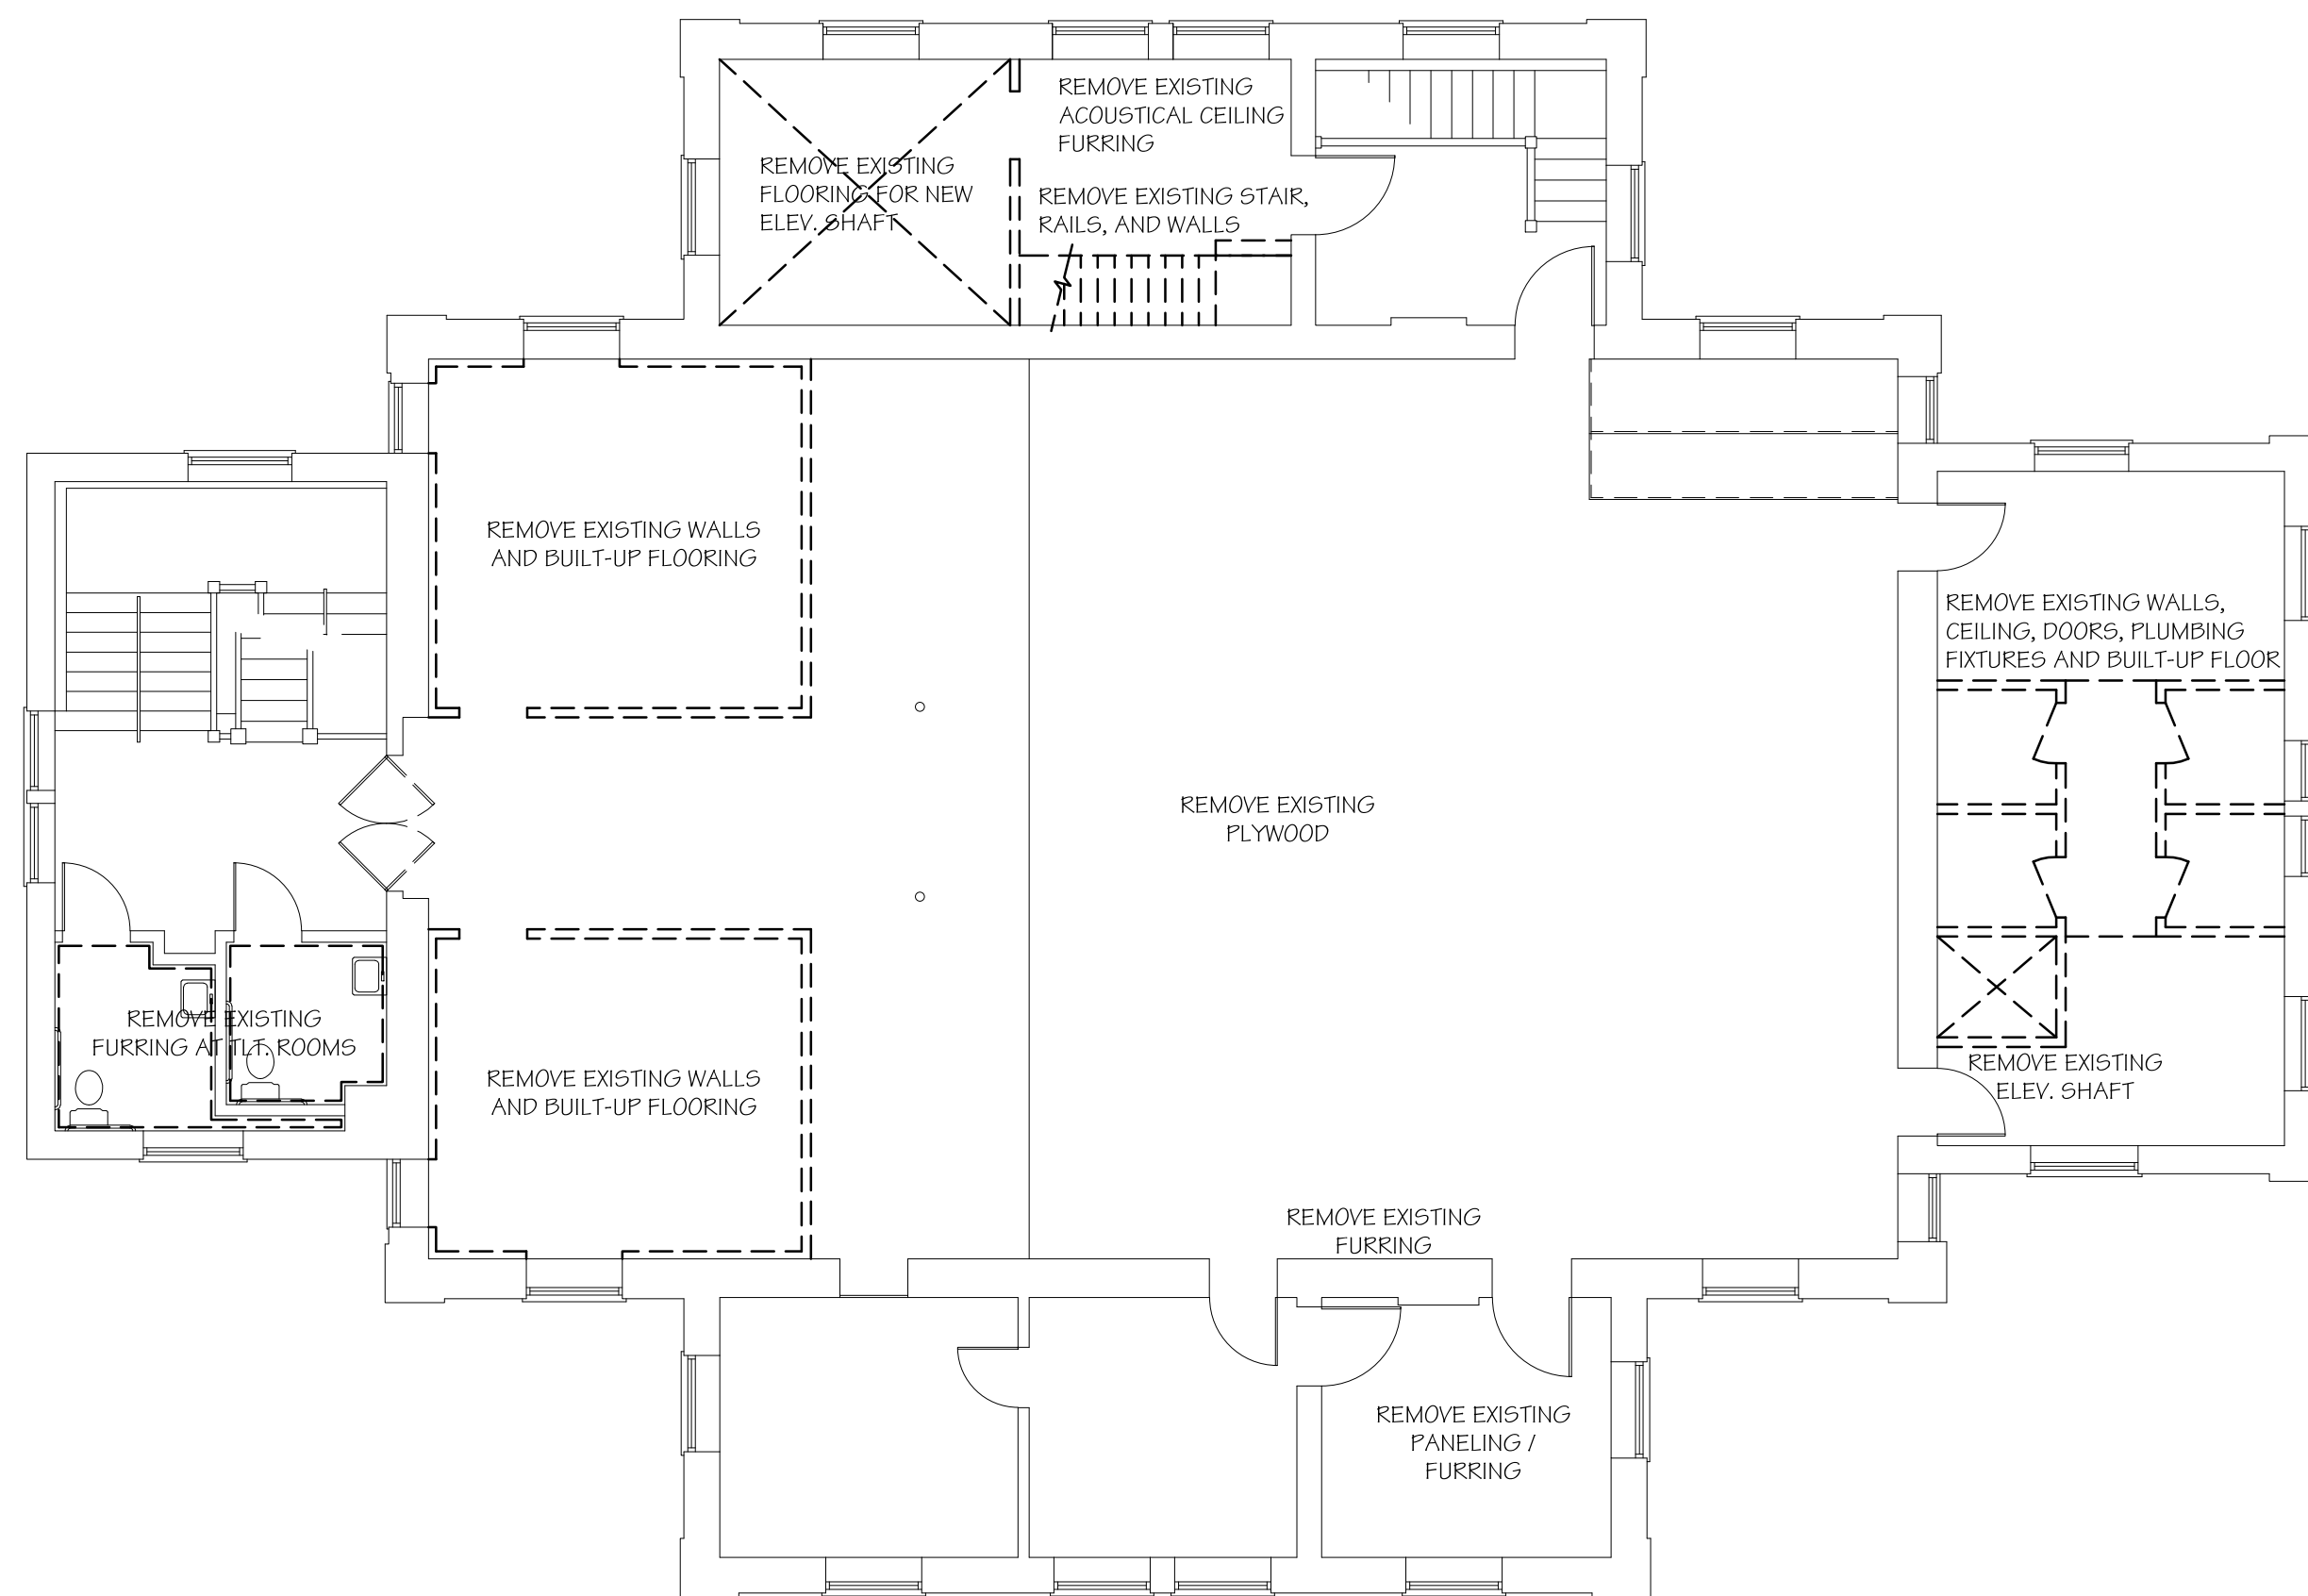 REMOVE EXISTING
ACOUSTICAL CEILING
FURRING
REMOVE EXISTING
FLOORING FOR NEW
ELEV. SHAFT
REMOVE EXISTING STAIR,
RAILS, AND WALLS
REMOVE EXISTING WALLS
AND BUILT-UP FLOORING
REMOVE EXISTING WALLS,
CEILING, DOORS, PLUMBING
FIXTURES AND BUILT-UP FLOOR
REMOVE EXISTING
PLYWOOD
REMOVE EXISTING
FURRING AT TLT. ROOMS
REMOVE EXISTING WALLS
AND BUILT-UP FLOORING
REMOVE EXISTING
ELEV. SHAFT
REMOVE EXISTING
FURRING
REMOVE EXISTING
PANELING /
FURRING